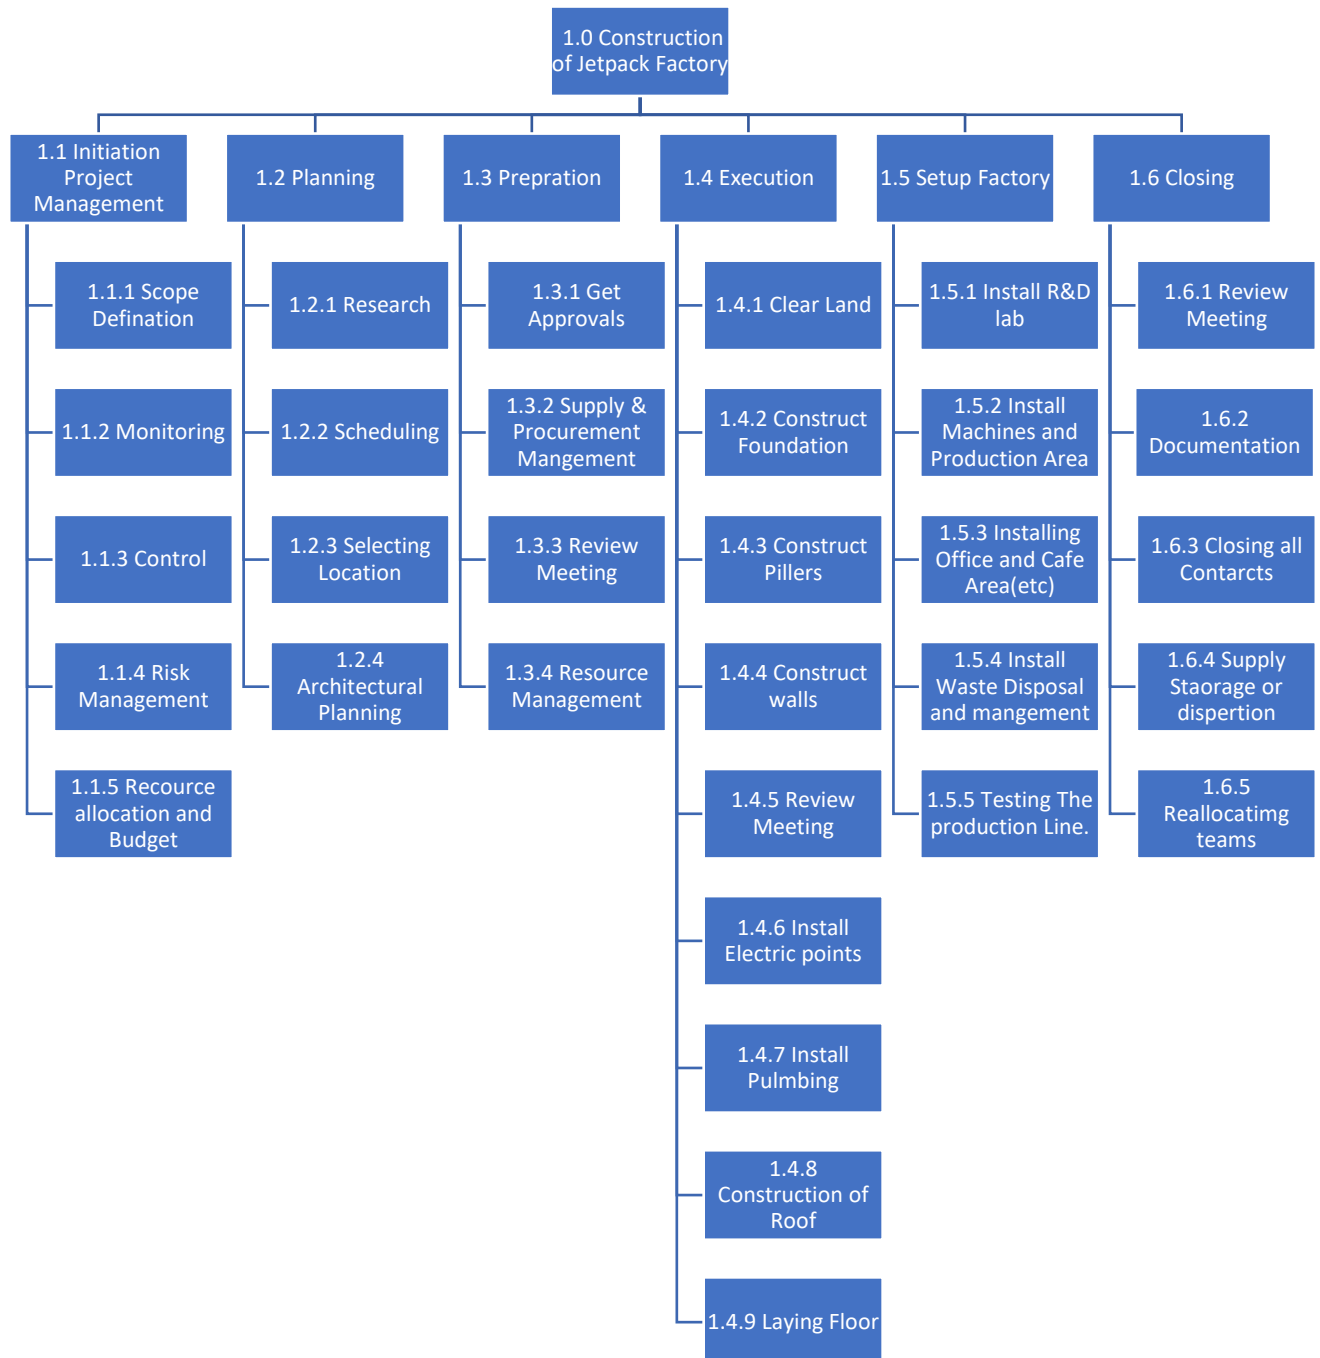 1.0 Construction
of Jetpack Factory
1.1 Initiation
Project
Management
1.2 Planning
1.3 Prepration
1.4 Execution
1.5 Setup Factory
1.6 Closing
1.1.1 Scope
Defination
1.2.1 Research
1.3.1 Get
Approvals
1.4.1 Clear Land
1.5.1 Install R&D
lab
1.6.1 Review
Meeting
1.1.2 Monitoring
1.2.2 Scheduling
1.3.2 Supply &
Procurement
Mangement
1.4.2 Construct
Foundation
1.5.2 Install
Machines and
Production Area
1.6.2
Documentation
1.1.3 Control
1.2.3 Selecting
Location
1.3.3 Review
Meeting
1.4.3 Construct
Pillers
1.5.3 Installing
Office and Cafe
Area(etc)
1.6.3 Closing all
Contarcts
1.1.4 Risk
Management
1.2.4
Architectural
Planning
1.3.4 Resource
Management
1.4.4 Construct
walls
1.5.4 Install
Waste Disposal
and mangement
1.6.4 Supply
Staorage or
dispertion
1.1.5 Recource
allocation and
Budget
1.4.5 Review
Meeting
1.5.5 Testing The
production Line.
1.6.5
Reallocatimg
teams
1.4.6 Install
Electric points
1.4.7 Install
Pulmbing
1.4.8
Construction of
Roof
1.4.9 Laying Floor